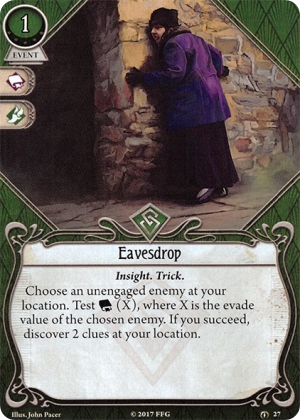 1
EVENT
Eavesdrop
Insight. Trick.
Choose an unengaged enemy at your
location. Test (X), where X is the evade
value of the chosen enemy. If you succeed,
discover 2 clues at your location.
Illus. John Pacer
© 2017 FFG
27